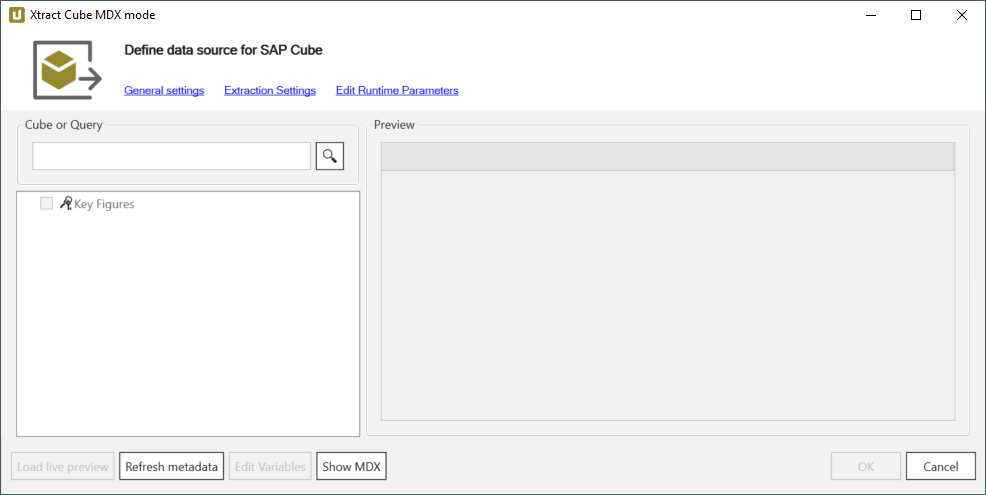 U Xtract Cube MDX mode
Define data source for SAP Cube
General settings Extraction Settings Edit Runtime Parameters
Cube or Query
Preview
Key Figures
Load live preview Refresh metadata Edit Variables Show MDX OK Cancel